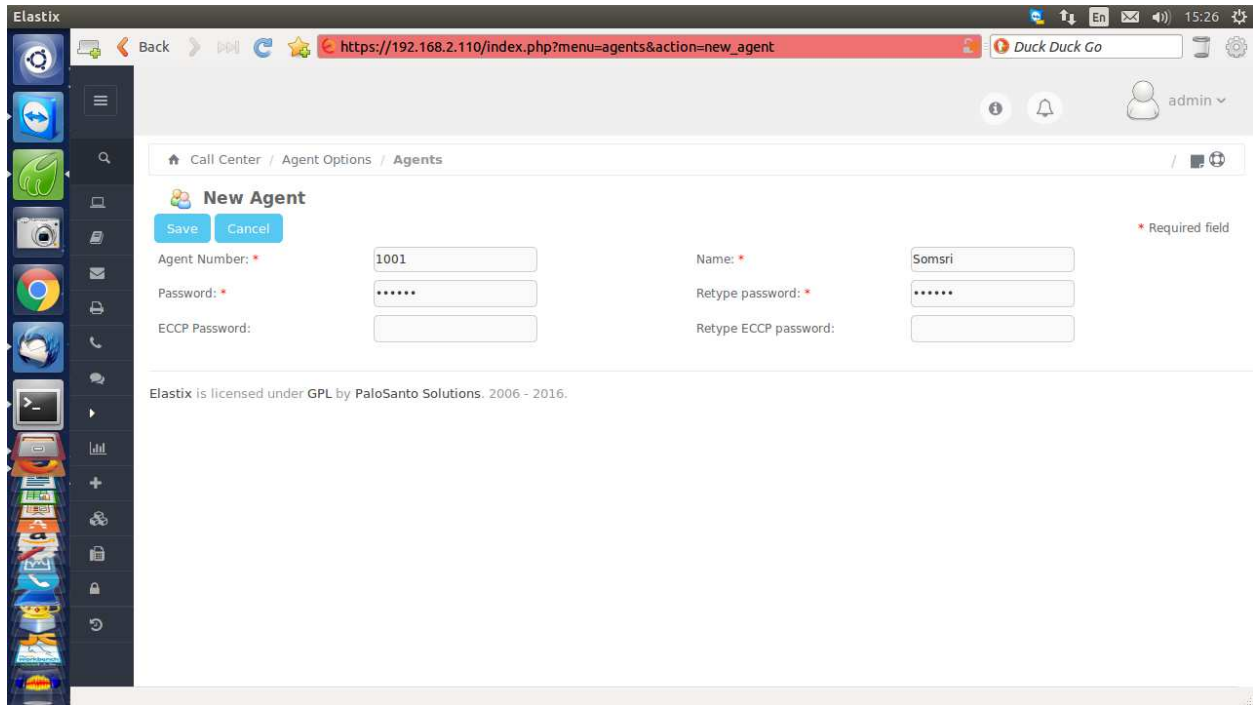 Elastix
En
15:26
Back
https://192.168.2.110/index.php?menu=agents&action=new_agent
Duck Duck Go
admin
Call Center / Agent Options / Agents
/
New Agent
Save Cancel
* Required field
Agent Number: * 1001 Name: * Somsri
Password: * •••••• Retype password: * ••••••
ECCP Password: Retype ECCP password:
Elastix is licensed under GPL by PaloSanto Solutions. 2006 - 2016.